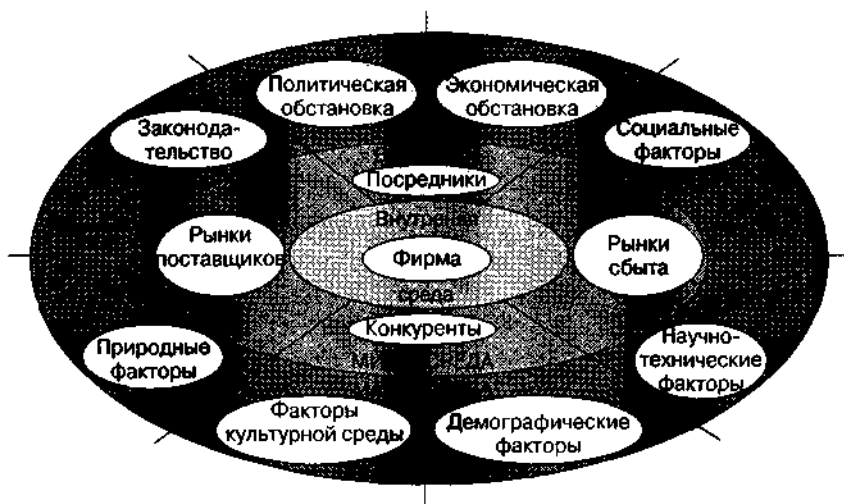 Политическая
обстановка
Экономическая
обстановка
Законода-
тельство
Социальные
факторы
Посредники
Рынки
поставщиков
Фирма
среда
Рынки
сбыта
Конкуренты
Природные
факторы
Научно-
технические
факторы
Факторы
культурной среды
Демографические
факторы